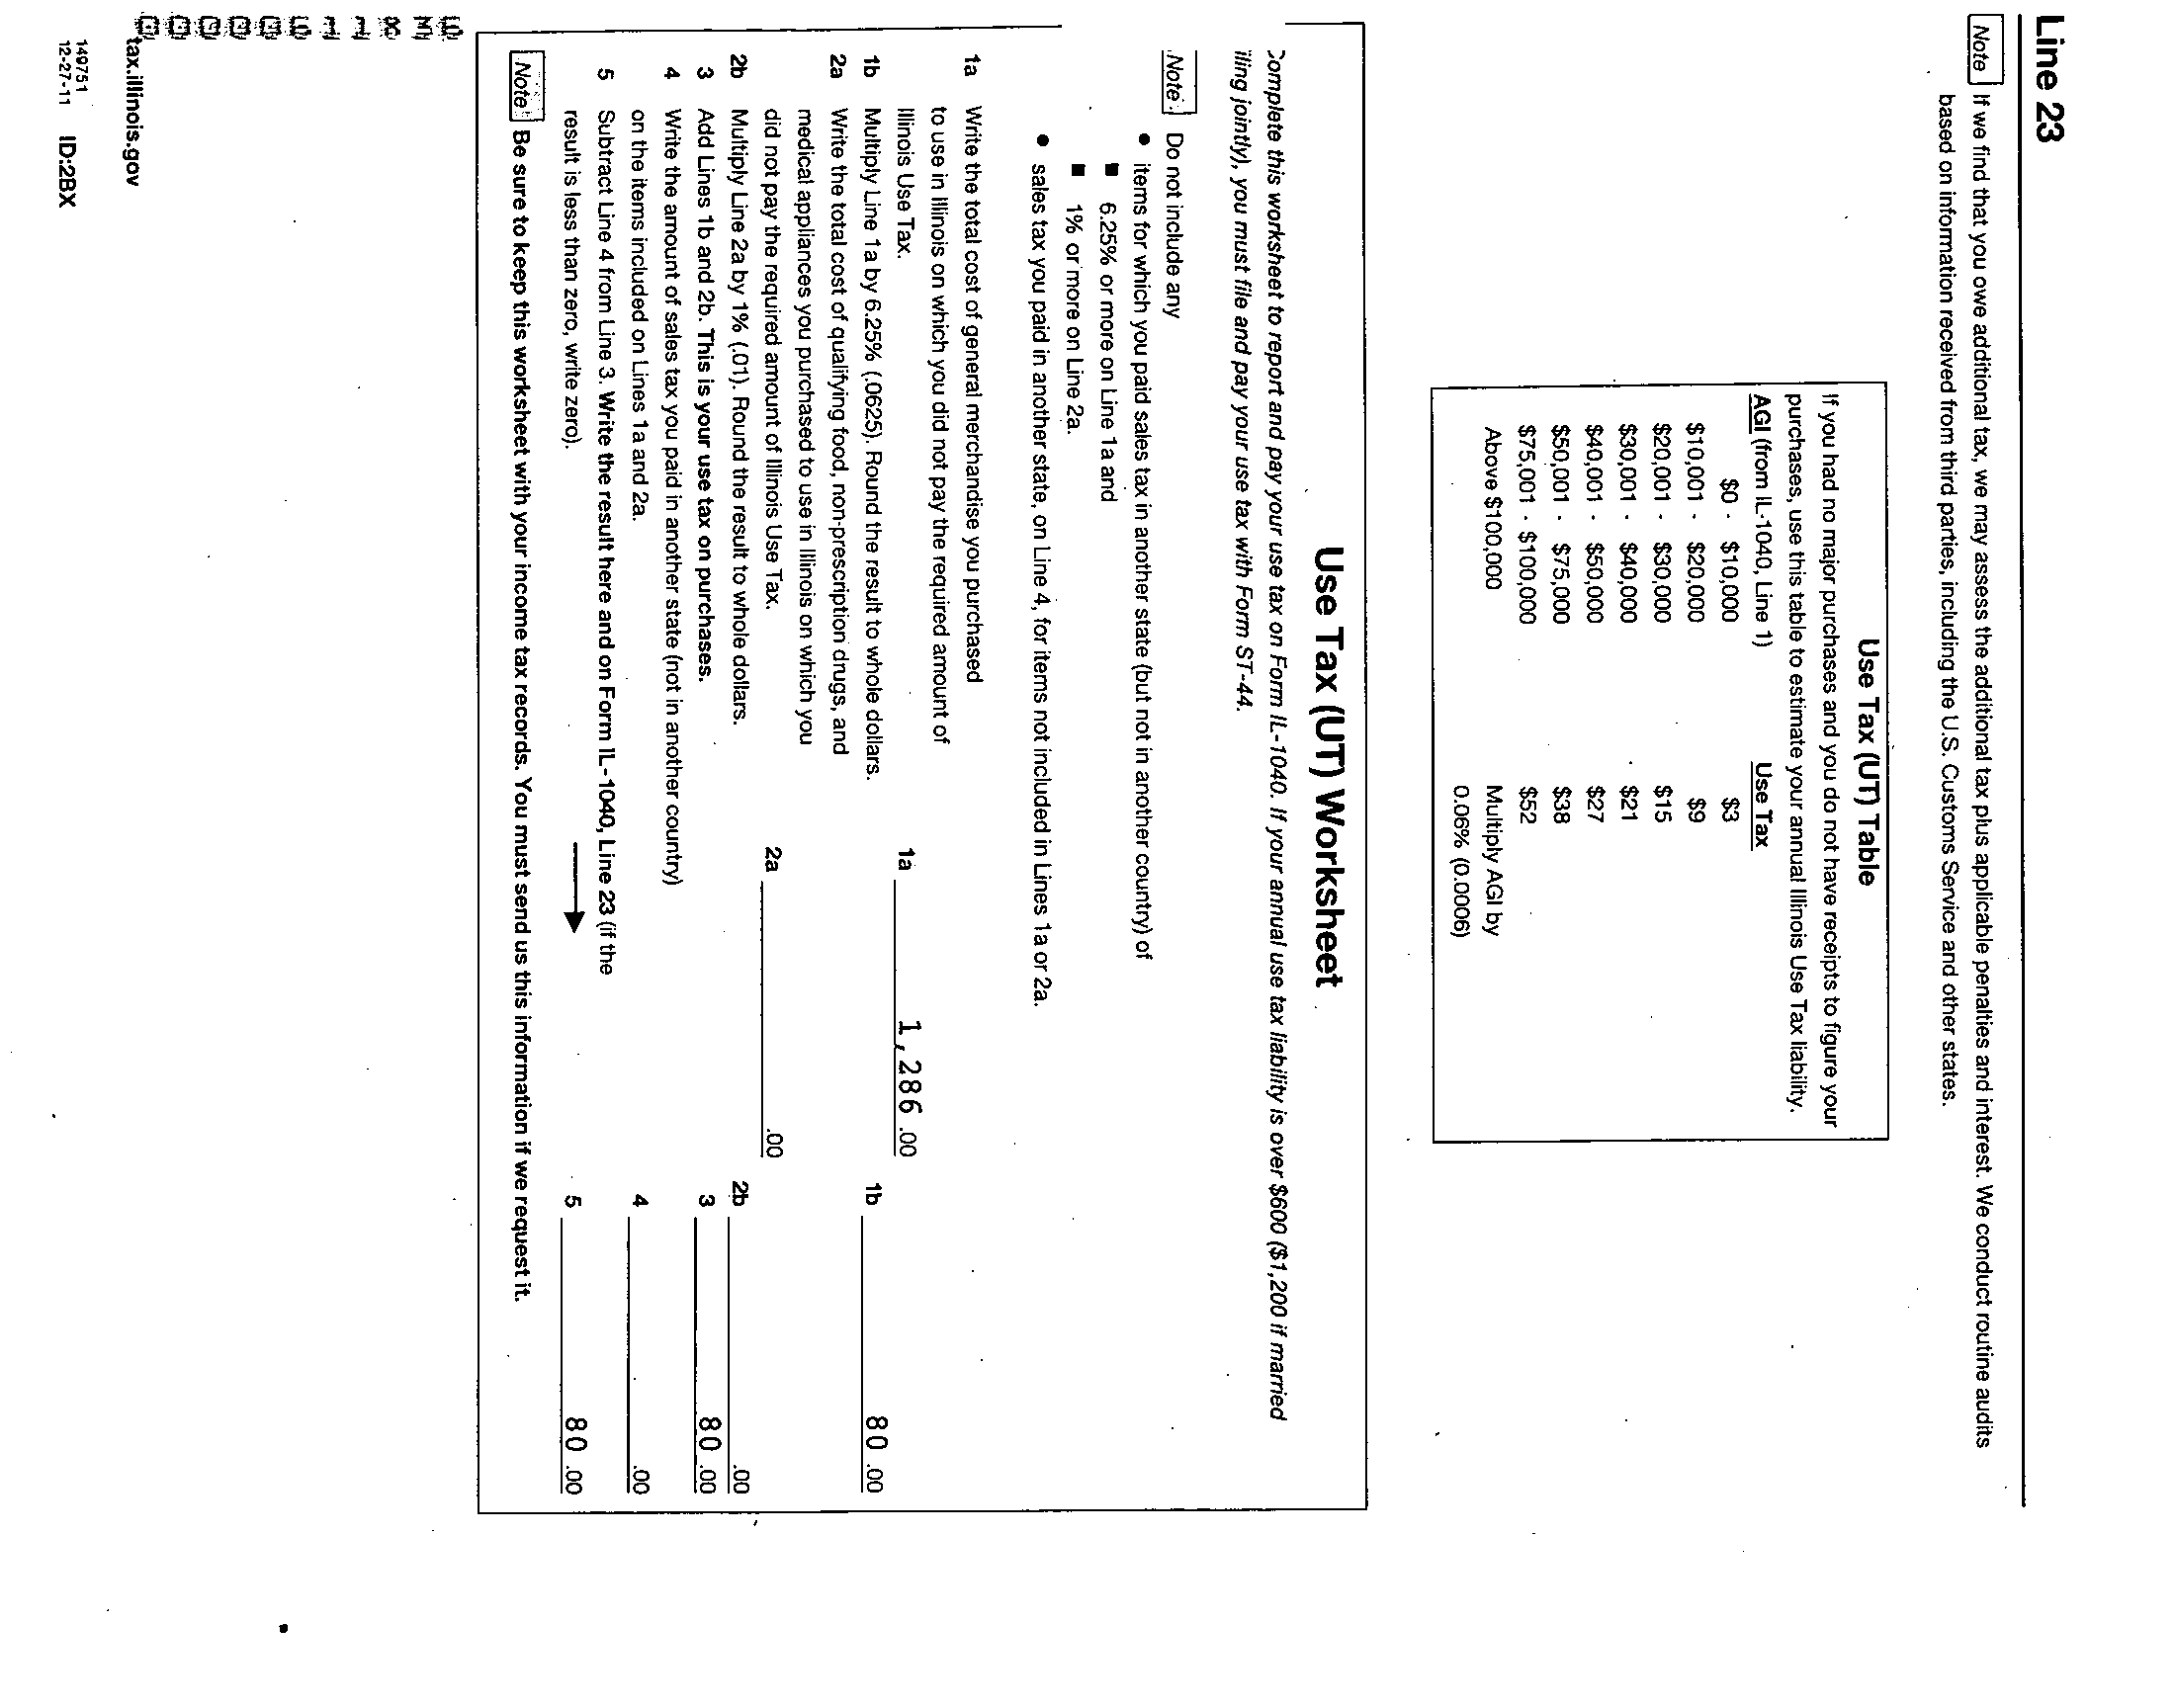 Line 23
Note If we find that you owe additional tax, we may assess the additional tax plus applicable penalties and interest. We conduct routine audits
based on information received from third parties, including the U.S. Customs Service and other states.
Use Tax (UT) Table
If you had no major purchases and you do not have receipts to figure your
purchases, use this table to estimate your annual Illinois Use Tax liability.
AGI (from IL-1040, Line 1) Use Tax
$0 - $10,000 $3
$10,001 - $20,000 $9
$20,001 - $30,000 $15
$30,001 - $40,000 $21
$40,001 - $50,000 $27
$50,001 - $75,000 $38
$75,001 - $100,000 $52
Above $100,000 Multiply AGI by
0.06% (0.0006)
Use Tax (UT) Worksheet
Complete this worksheet to report and pay your use tax on Form IL-1040. If your annual use tax liability is over $600 ($1,200 if married
iling jointly), you must file and pay your use tax with Form ST-44.
Note Do not include any
● items for which you paid sales tax in another state (but not in another country) of
■ 6.25% or more on Line 1a and
■ 1% or more on Line 2a.
● sales tax you paid in another state, on Line 4, for items not included in Lines 1a or 2a.
1a Write the total cost of general merchandise you purchased
to use in Illinois on which you did not pay the required amount of
Illinois Use Tax. 1a 1,286 .00
1b Multiply Line 1a by 6.25% (.0625). Round the result to whole dollars. 1b 80 .00
2a Write the total cost of qualifying food, non-prescription drugs, and
medical appliances you purchased to use in Illinois on which you
did not pay the required amount of Illinois Use Tax. 2a .00
2b Multiply Line 2a by 1% (.01). Round the result to whole dollars. 2b .00
3 Add Lines 1b and 2b. This is your use tax on purchases. 3 80 .00
4 Write the amount of sales tax you paid in another state (not in another country)
on the items included on Lines 1a and 2a. 4 .00
5 Subtract Line 4 from Line 3. Write the result here and on Form IL-1040, Line 23 (if the
result is less than zero, write zero). 5 80 .00
Note Be sure to keep this worksheet with your income tax records. You must send us this information if we request it.
tax.illinois.gov
149751
12-27-11 ID:2BX